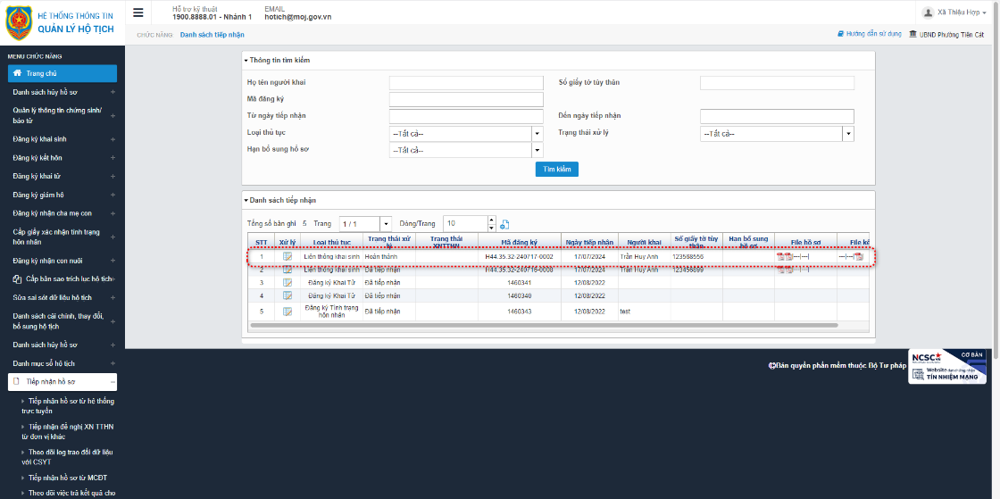 HỆ THỐNG THÔNG TIN
QUẢN LÝ HỘ TỊCH
Hỗ trợ kỹ thuật
1900.8888.01 - Nhánh 1
EMAIL
hotich@moj.gov.vn
Xã Thiệu Hợp
CHỨC NĂNG
Danh sách tiếp nhận
Hướng dẫn sử dụng
UBND Phường Tiên Cát
MENU CHỨC NĂNG
Trang chủ
Danh sách hủy hồ sơ +
Quản lý thông tin chứng sinh/
báo tử +
Đăng ký khai sinh +
Đăng ký kết hôn +
Đăng ký khai tử +
Đăng ký giám hộ +
Đăng ký nhận cha mẹ con +
Cấp giấy xác nhận tình trạng
hôn nhân +
Đăng ký nhận con nuôi +
Cấp bản sao trích lục hộ tịch+
Sửa sai sót dữ liệu hộ tịch +
Danh sách cải chính, thay đổi,
bổ sung hộ tịch +
Danh sách hủy hồ sơ +
Danh mục sổ hộ tịch +
Tiếp nhận hồ sơ −
Tiếp nhận hồ sơ từ hệ thống
trực tuyến
Tiếp nhận đề nghị XN TTHN
từ đơn vị khác
Theo dõi log trao đổi dữ liệu
với CSYT
Tiếp nhận hồ sơ từ MCĐT
Theo dõi việc trả kết quả cho
Thông tin tìm kiếm
Họ tên người khai
Số giấy tờ tùy thân
Mã đăng ký
Từ ngày tiếp nhận
Đến ngày tiếp nhận
Loại thủ tục --Tất cả--
Trạng thái xử lý --Tất cả--
Hạn bổ sung hồ sơ --Tất cả--
Tìm kiếm
Danh sách tiếp nhận
Tổng số bản ghi 5 Trang 1 / 1 Dòng/Trang 10
STT Xử lý Loại thủ tục Trạng thái xử lý Trạng thái XNTTHN Mã đăng ký Ngày tiếp nhận Người khai Số giấy tờ tùy thân Hạn bổ sung hồ sơ File hồ sơ File kế
1 Liên thông khai sinh Hoàn thành H44.35.32-240717-0002 17/07/2024 Trần Huy Anh 123568556 ---|---| ---|---
2 Liên thông khai sinh Đã tiếp nhận H44.35.32-240716-0008 17/07/2024 Trần Huy Anh 123456899 ---|---|
3 Đăng ký Khai Tử Đã tiếp nhận 1460341 12/08/2022
4 Đăng ký Khai Tử Đã tiếp nhận 1460340 12/08/2022
5 Đăng ký Tình trạng hôn nhân Đã tiếp nhận 1460343 12/08/2022 test
©Bản quyền phần mềm thuộc Bộ Tư pháp
NCSC
CƠ BẢN
Website đạt chứng nhận
TÍN NHIỆM MẠNG